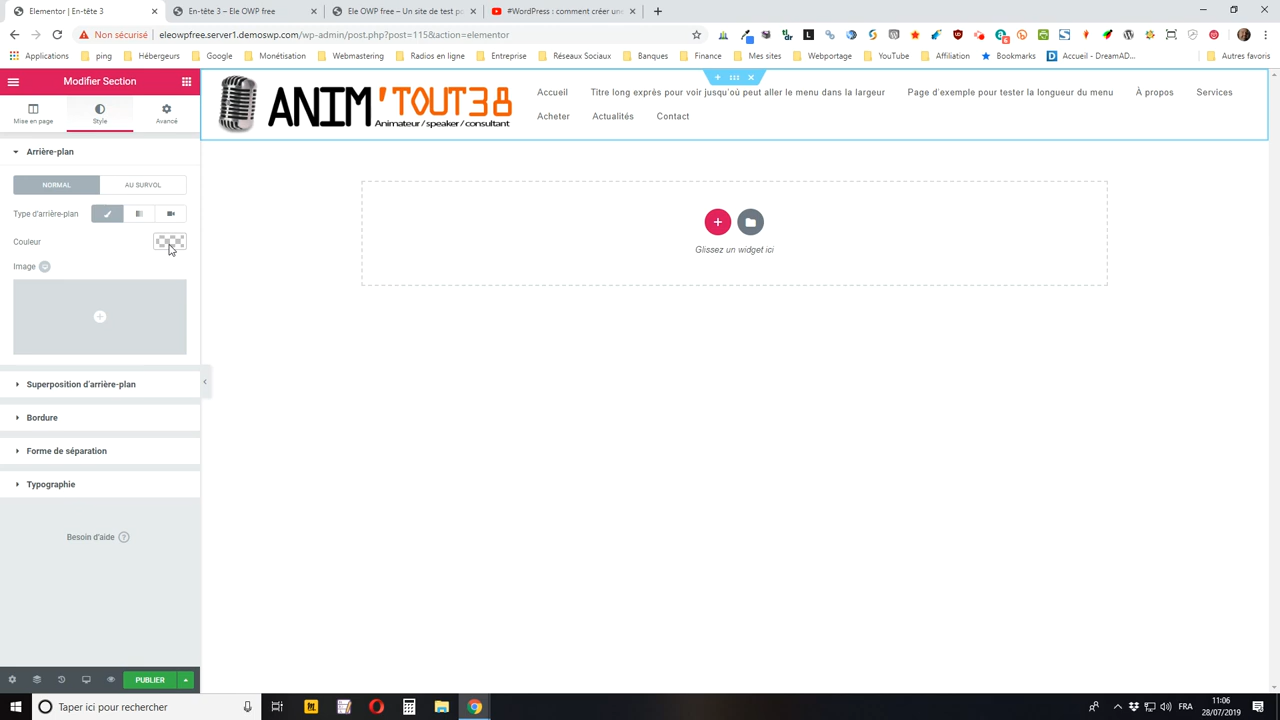 Elementor | En-tête 3
En-tête 3 – Ele OWP free
Ele OWP free – Un site de test po
#WordPress : comment créer une
Non sécurisé
eleowpfree.server1.demoswp.com/wp-admin/post.php?post=115&action=elementor
Applications
ping
Hébergeurs
Google
Monétisation
Webmastering
Radios en ligne
Entreprise
Réseaux Sociaux
Banques
Finance
Mes sites
Webportage
YouTube
Affiliation
Bookmarks
Accueil - DreamAD...
Autres favoris
Modifier Section
Mise en page
Style
Avancé
ANIM'TOUT38
Animateur/speaker/consultant
Accueil
Titre long exprès pour voir jusqu'où peut aller le menu dans la largeur
Page d'exemple pour tester la longueur du menu
À propos
Services
Acheter
Actualités
Contact
Arrière-plan
NORMAL
AU SURVOL
Type d'arrière-plan
Couleur
Image
Glissez un widget ici
Superposition d'arrière-plan
Bordure
Forme de séparation
Typographie
Besoin d'aide ?
PUBLIER
Taper ici pour rechercher
FRA
11:06
28/07/2019